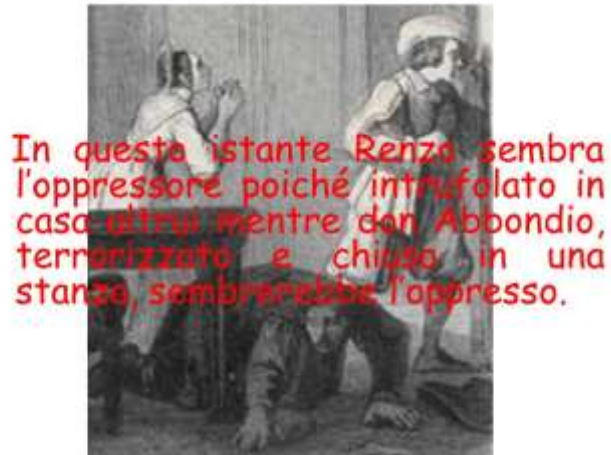 In questo istante Renzo sembra
l'oppressore poiché intrufolato in
casa altrui mentre don Abbondio,
terrorizzato e chiuso in una
stanza, sembrerebbe l'oppresso.